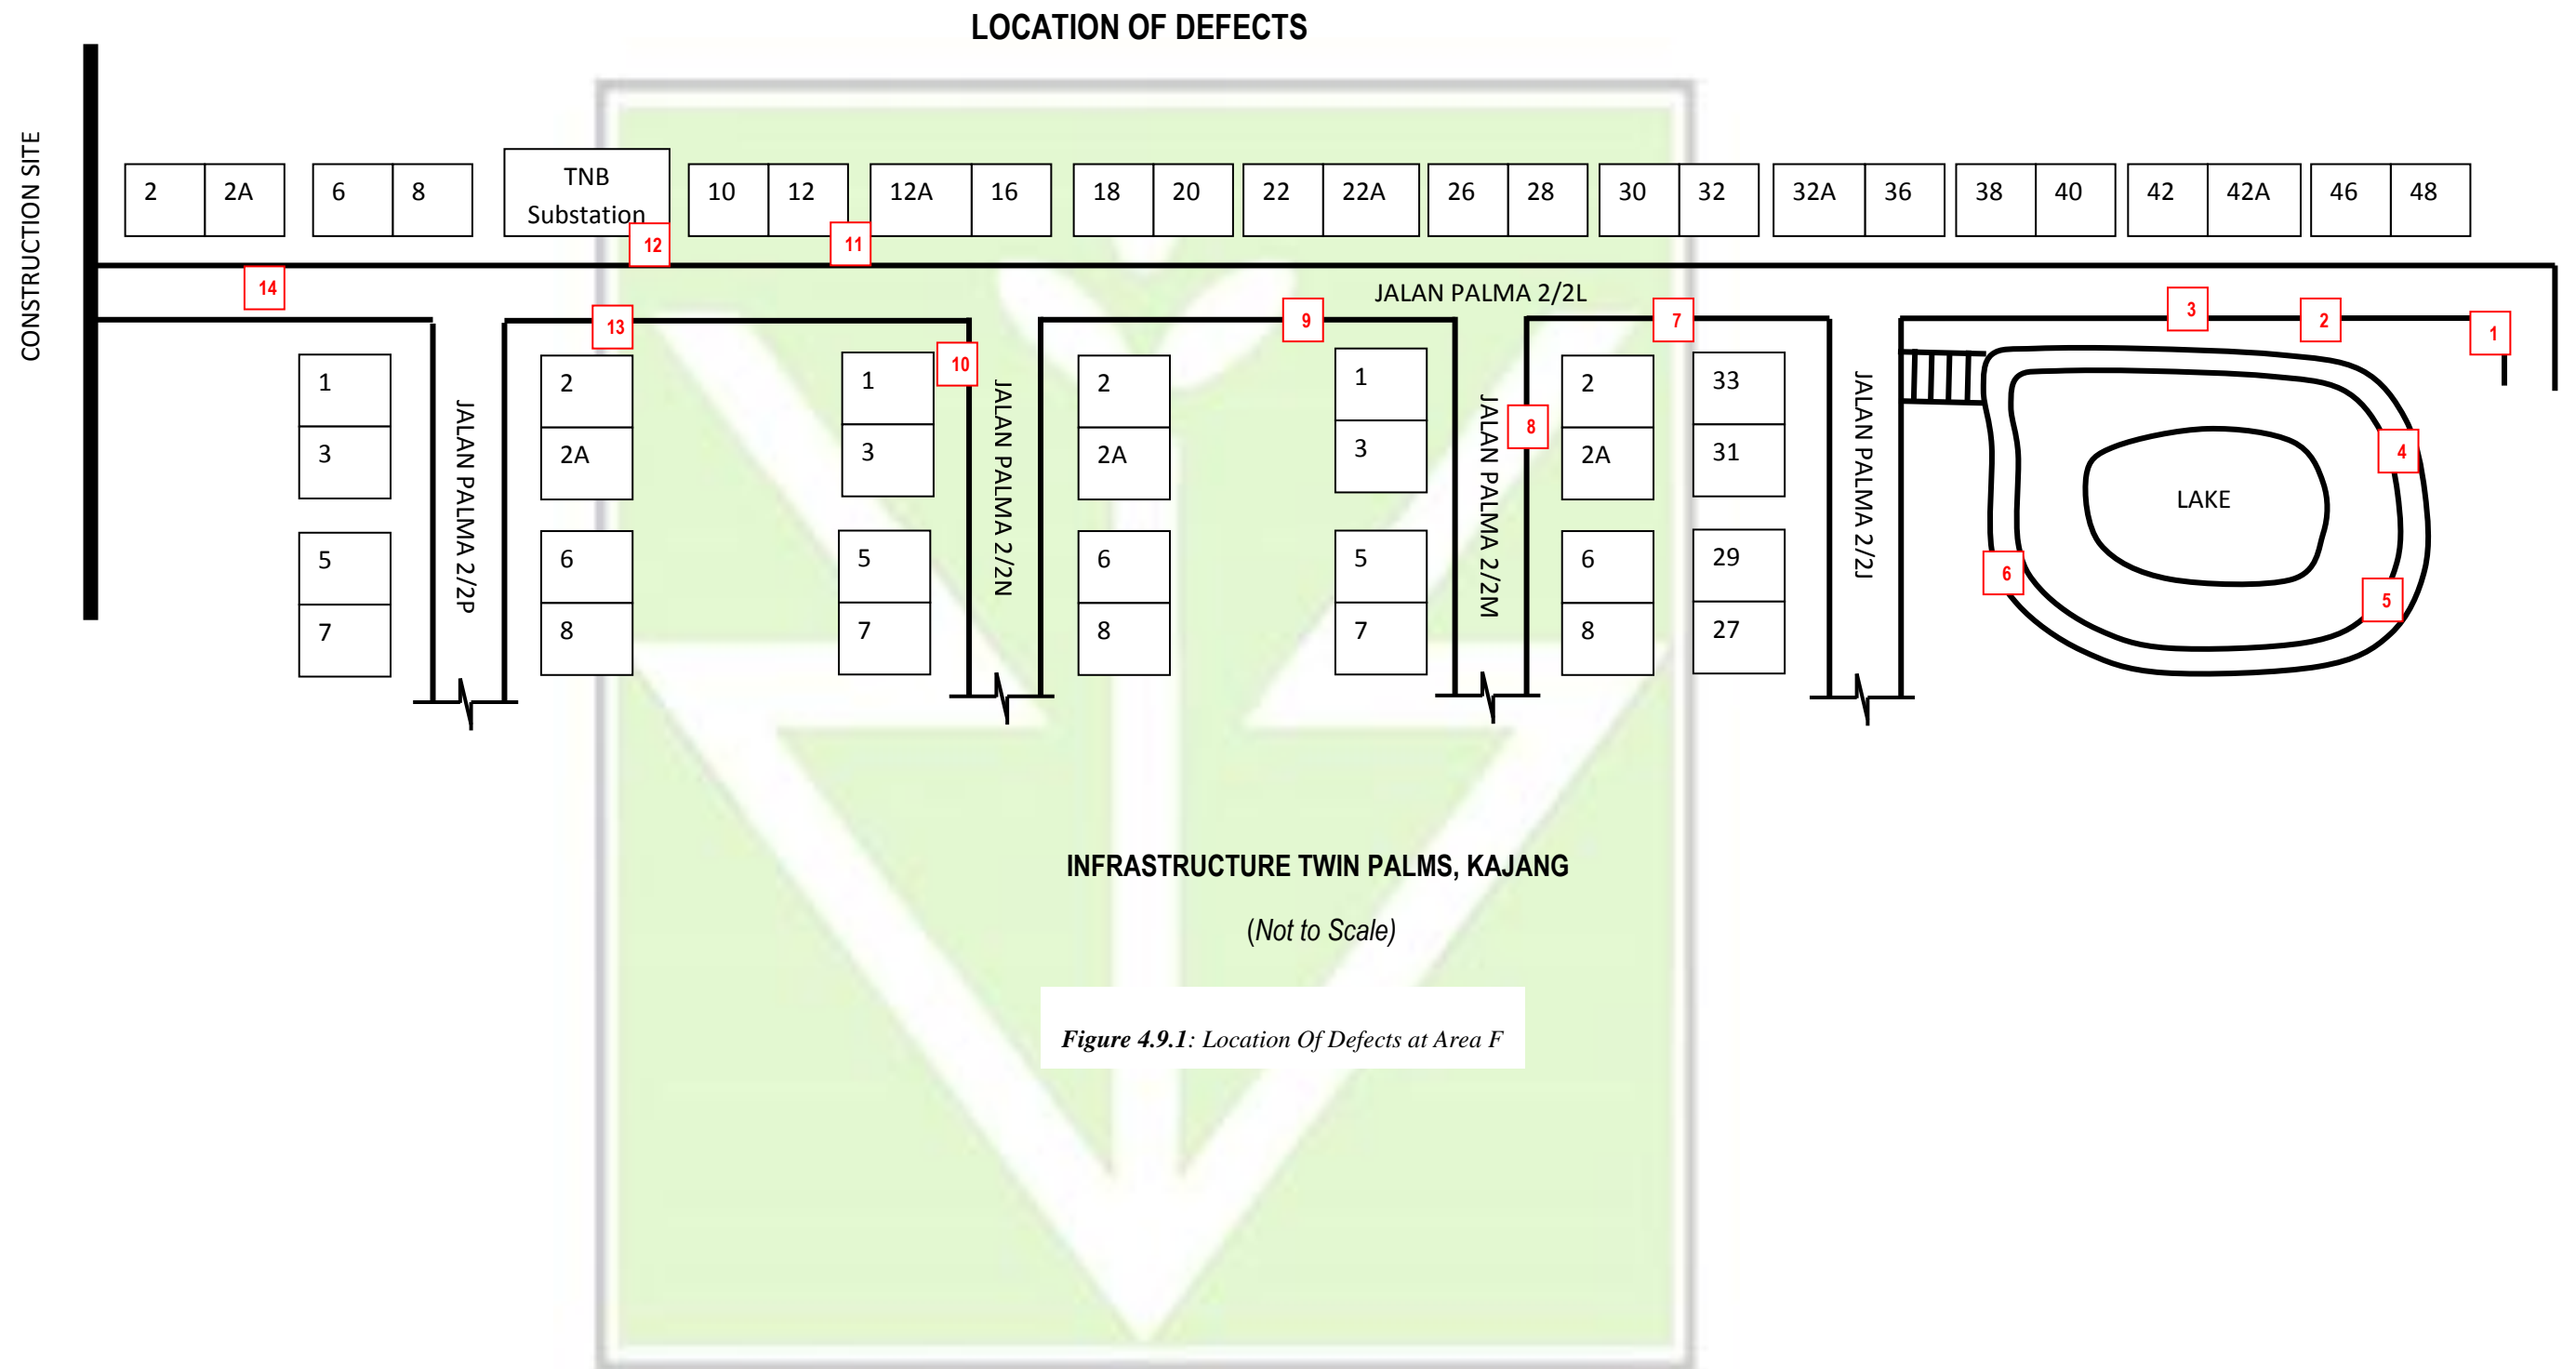 LOCATION OF DEFECTS
CONSTRUCTION SITE
2 2A 6 8 TNB 10 12 12A 16 18 20 22 22A 26 28 30 32 32A 36 38 40 42 42A 46 48
Substation
12 11
14 JALAN PALMA 2/2L 3 2 1
13 9 7
10
1 2 1 2 1 2 33
3 2A 3 2A 3 8 2A 31 4
JALAN PALMA 2/2P
JALAN PALMA 2/2N
JALAN PALMA 2/2M
JALAN PALMA 2/2J
LAKE
5 6 5 6 5 6 29 6
7 8 7 8 7 8 27 5
INFRASTRUCTURE TWIN PALMS, KAJANG
(Not to Scale)
Figure 4.9.1: Location Of Defects at Area F